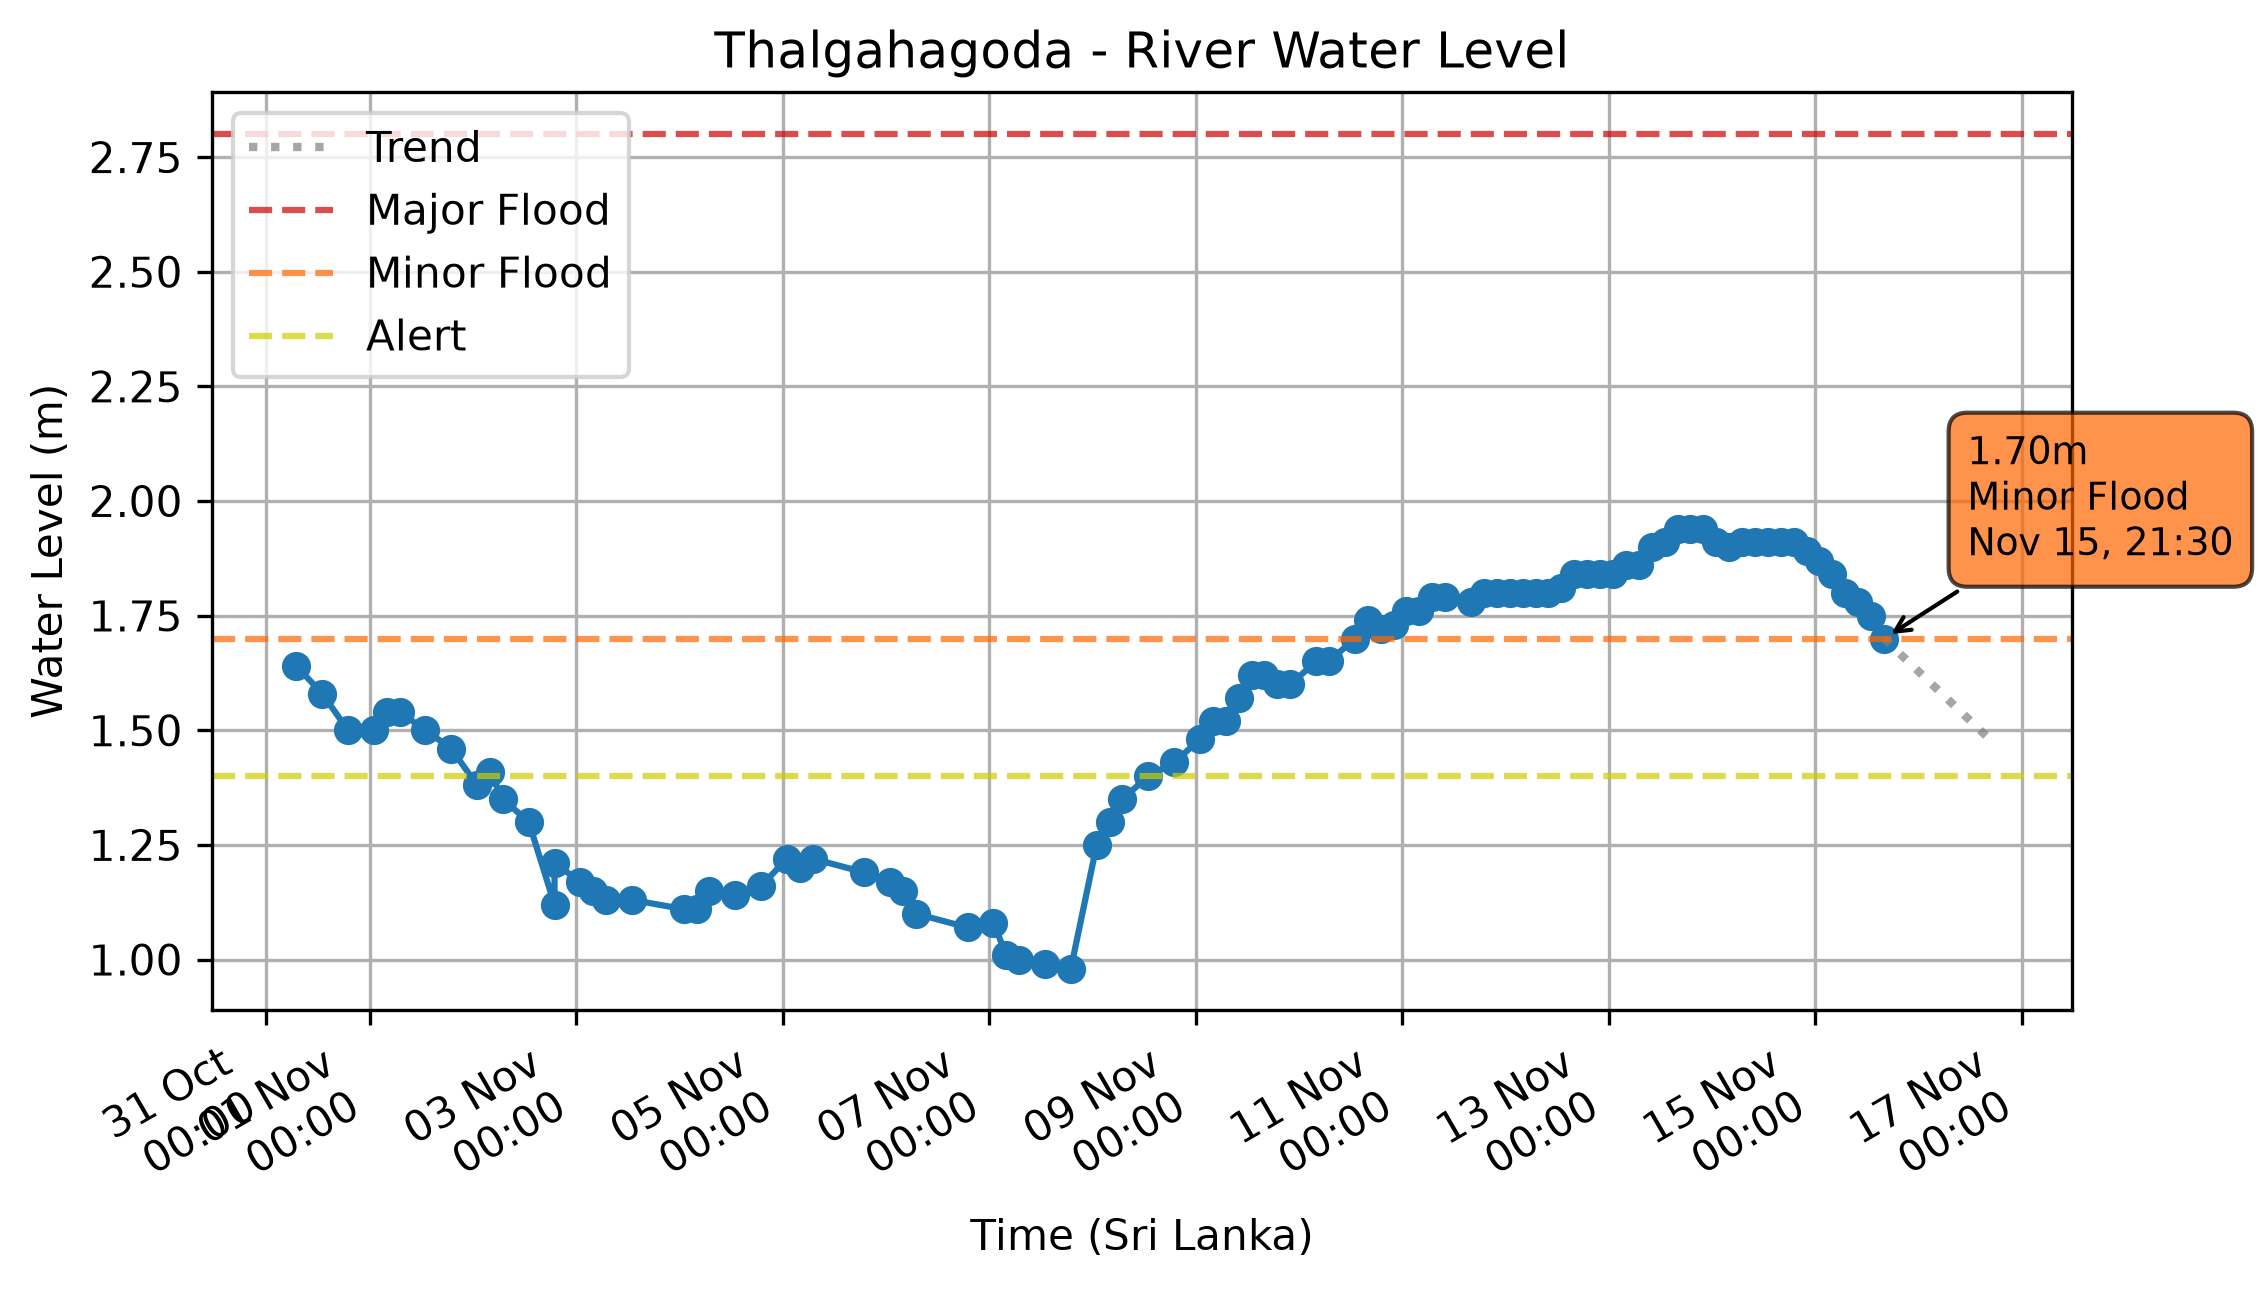 Thalgahagoda - River Water Level
Trend
Major Flood
Minor Flood
Alert
Water Level (m)
2.75
2.50
2.25
2.00
1.75
1.50
1.25
1.00
1.70m
Minor Flood
Nov 15, 21:30
31 Oct
00:00
01 Nov
00:00
03 Nov
00:00
05 Nov
00:00
07 Nov
00:00
09 Nov
00:00
11 Nov
00:00
13 Nov
00:00
15 Nov
00:00
17 Nov
00:00
Time (Sri Lanka)